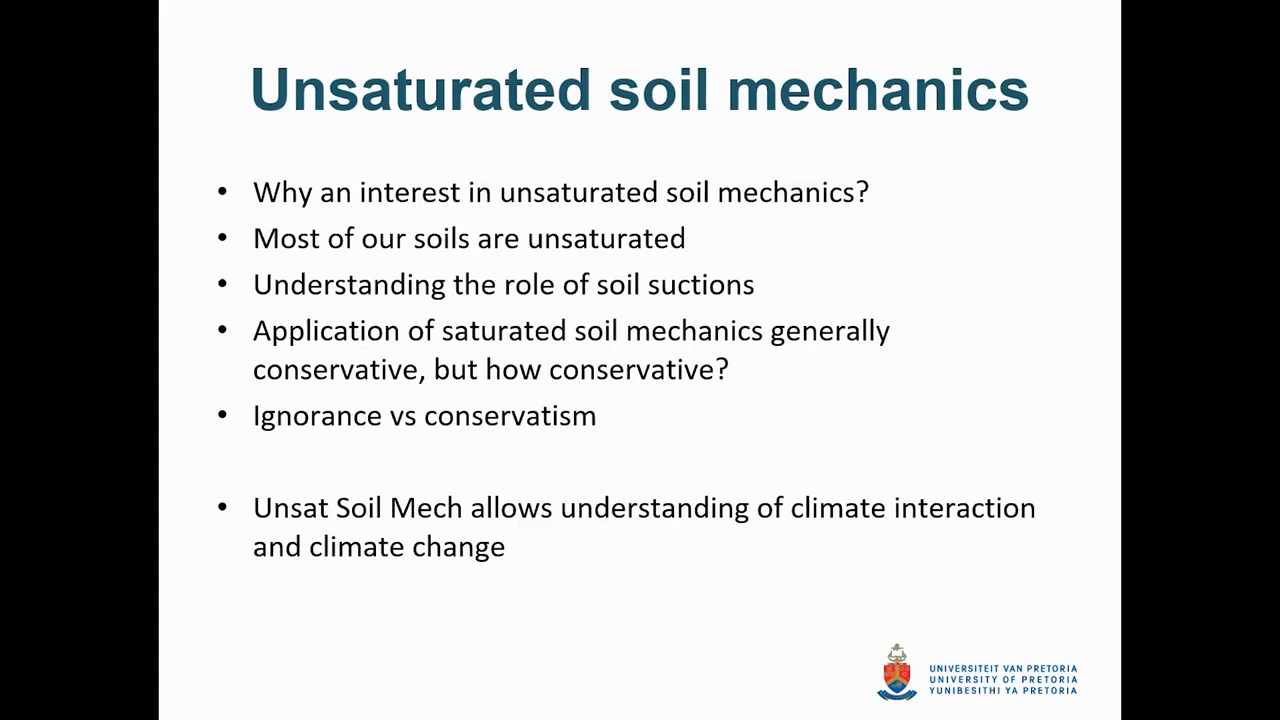 Unsaturated soil mechanics
• Why an interest in unsaturated soil mechanics?
• Most of our soils are unsaturated
• Understanding the role of soil suctions
• Application of saturated soil mechanics generally
conservative, but how conservative?
• Ignorance vs conservatism
• Unsat Soil Mech allows understanding of climate interaction
and climate change
UNIVERSITEIT VAN PRETORIA
UNIVERSITY OF PRETORIA
YUNIBESITHI YA PRETORIA